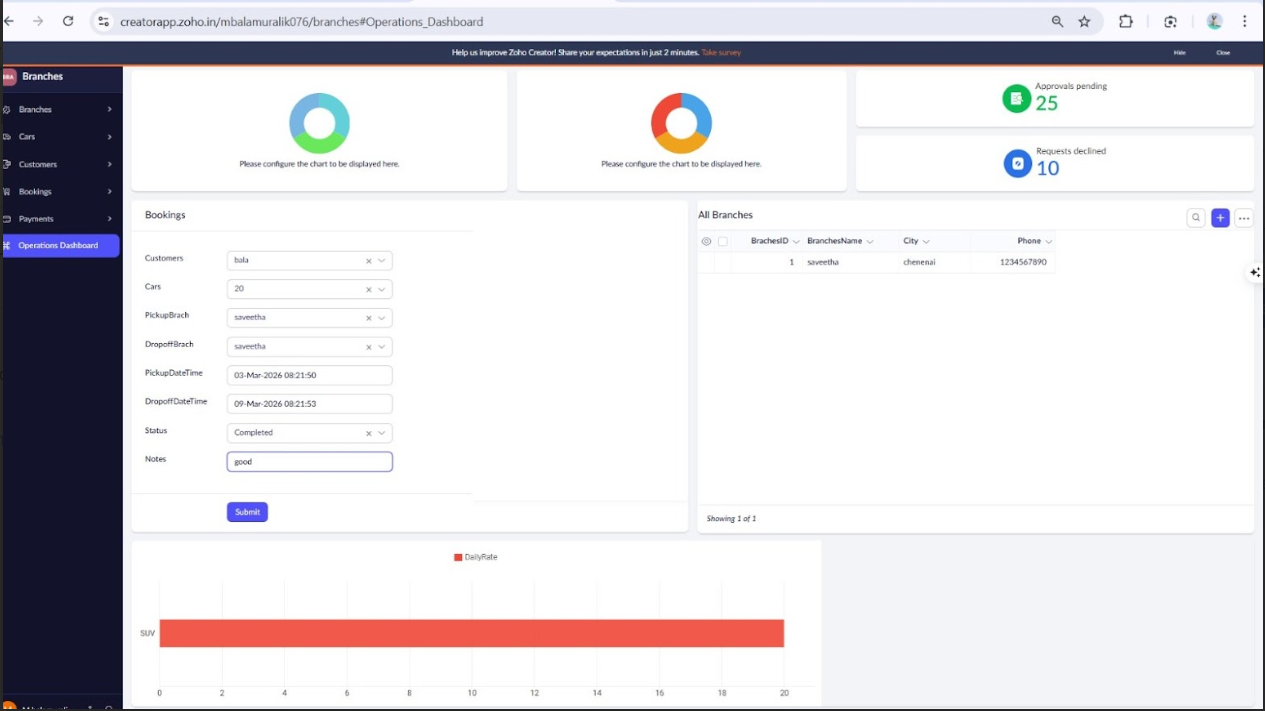 creatorapp.zoho.in/mbalamuralik076/branches#Operations_Dashboard
Help us improve Zoho Creator! Share your expectations in just 2 minutes. Take survey
Hide
Close
BRA
Branches
Branches
Cars
Customers
Bookings
Payments
Operations Dashboard
Please configure the chart to be displayed here.
Please configure the chart to be displayed here.
Approvals pending
25
Requests declined
10
Bookings
Customers bala
Cars 20
PickupBrach saveetha
DropoffBrach saveetha
PickupDateTime 03-Mar-2026 08:21:50
DropoffDateTime 09-Mar-2026 08:21:53
Status Completed
Notes good
Submit
All Branches
BrachesID BranchesName City Phone
1 saveetha chenenai 1234567890
Showing 1 of 1
DailyRate
SUV
0 2 4 6 8 10 12 14 16 18 20